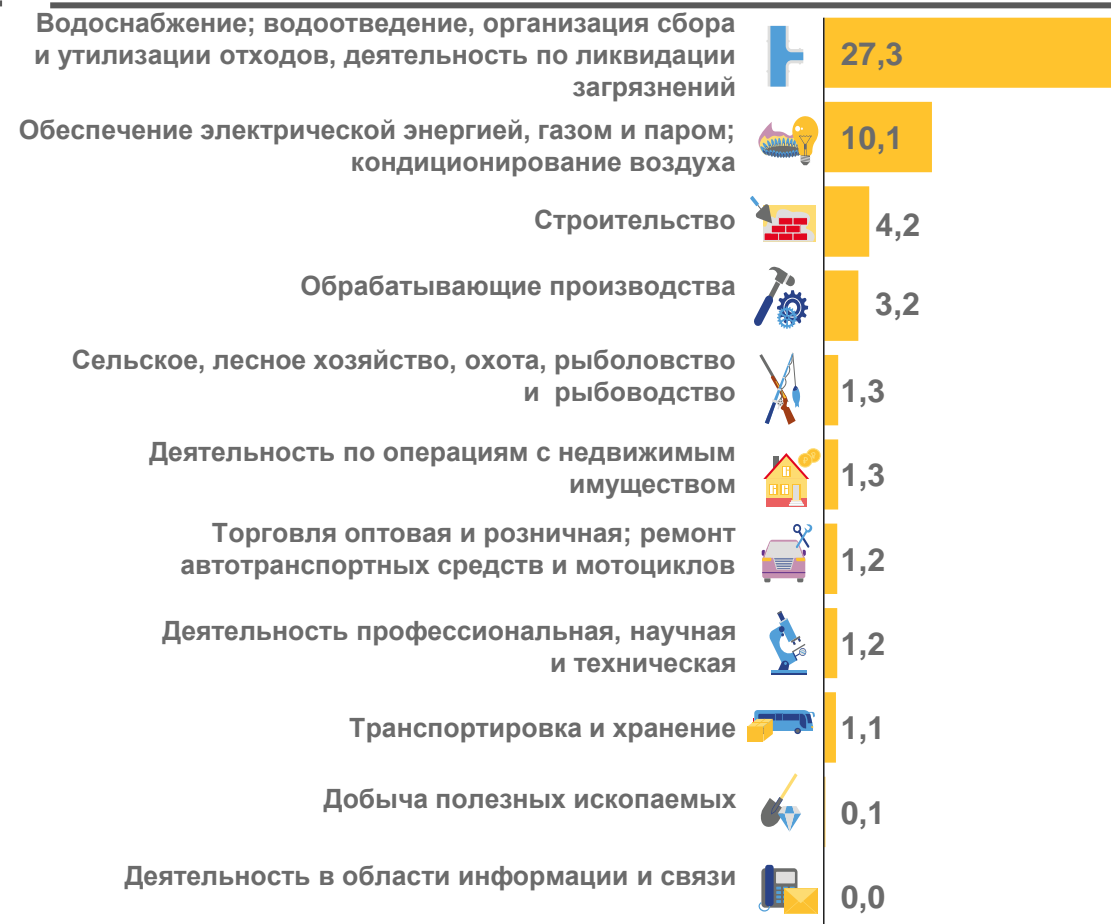 Водоснабжение; водоотведение, организация сбора
и утилизации отходов, деятельность по ликвидации
загрязнений
27,3
Обеспечение электрической энергией, газом и паром;
кондиционирование воздуха
10,1
Строительство
4,2
Обрабатывающие производства
3,2
Сельское, лесное хозяйство, охота, рыболовство
и рыбоводство
1,3
Деятельность по операциям с недвижимым
имуществом
1,3
Торговля оптовая и розничная; ремонт
автотранспортных средств и мотоциклов
1,2
Деятельность профессиональная, научная
и техническая
1,2
Транспортировка и хранение
1,1
Добыча полезных ископаемых
0,1
Деятельность в области информации и связи
0,0